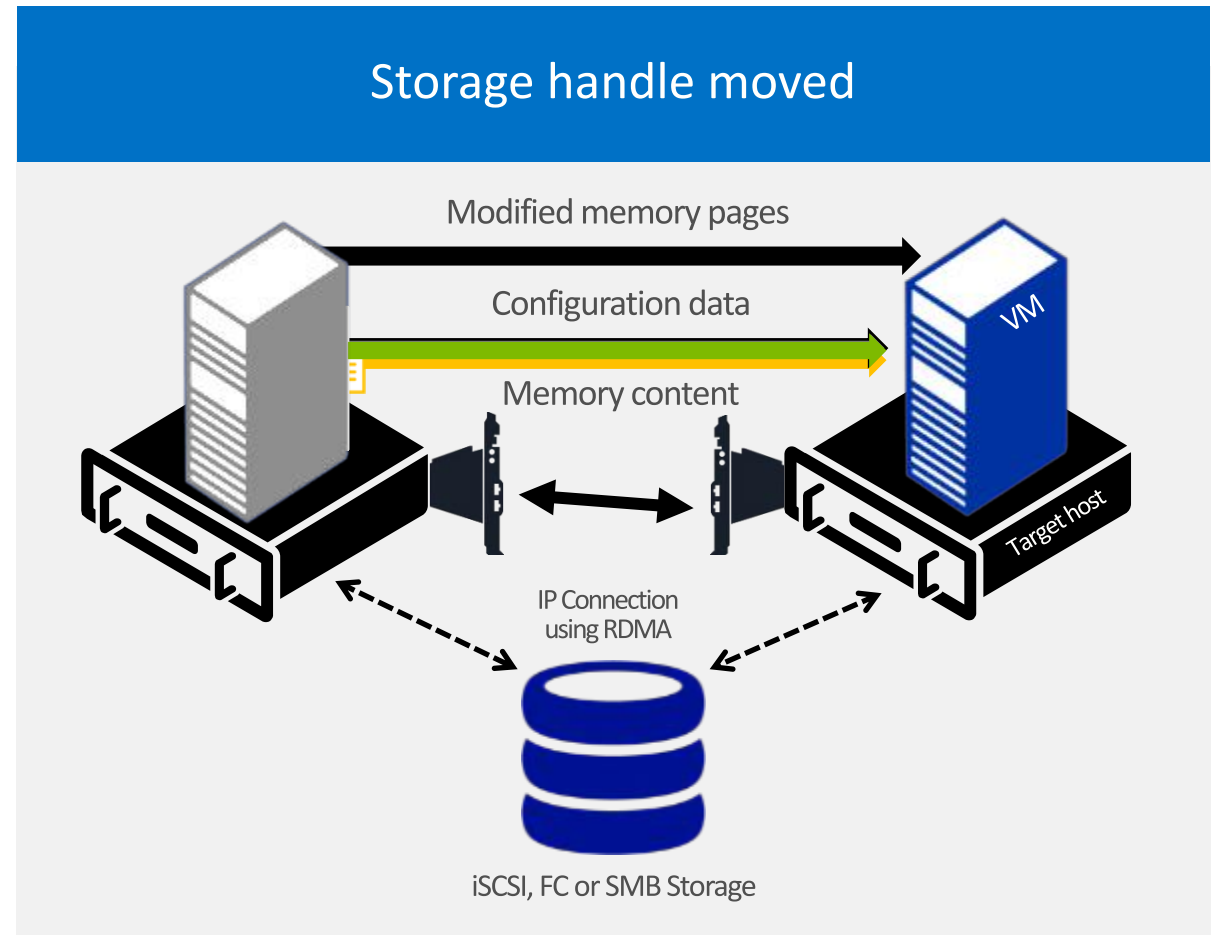 Storage handle moved
Modified memory pages
Configuration data
Memory content
VM
Target host
IP Connection
using RDMA
iSCSI, FC or SMB Storage